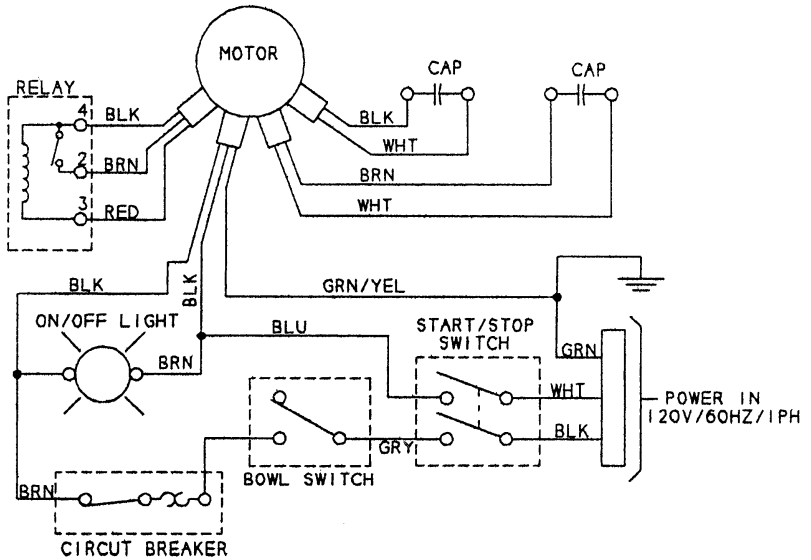 MOTOR
CAP
CAP
RELAY
4
BLK
BLK
WHT
2
BRN
BRN
3
RED
WHT
BLK
BLK
GRN/YEL
ON/OFF LIGHT
BLU
START/STOP
SWITCH
BRN
GRN
WHT
POWER IN
120V/60HZ/1PH
BLK
GRY
BOWL SWITCH
BRN
CIRCUT BREAKER